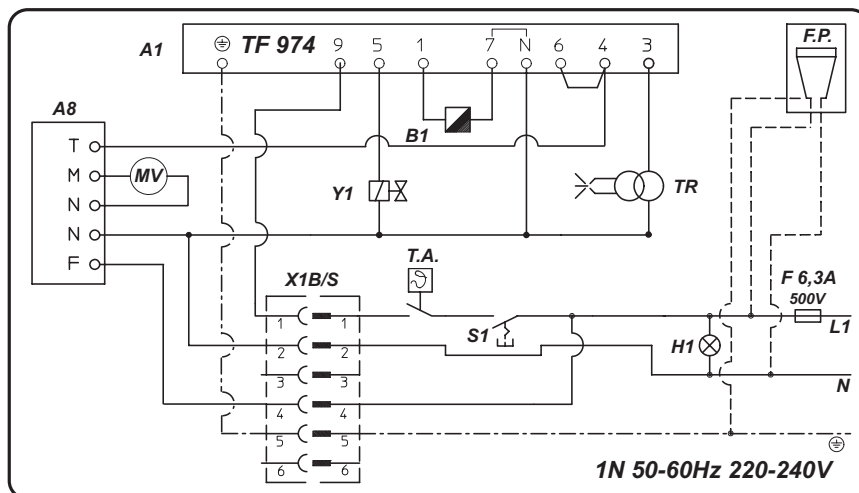 A1 TF 974 9 5 1 7 N 6 4 3
F.P.
A8
T
M MV
N
N
F
B1
Y1
TR
T.A.
X1B/S
F 6,3A
500V
S1
H1
L1
N
1 1
2 2
3 3
4 4
5 5
6 6
1N 50-60Hz 220-240V